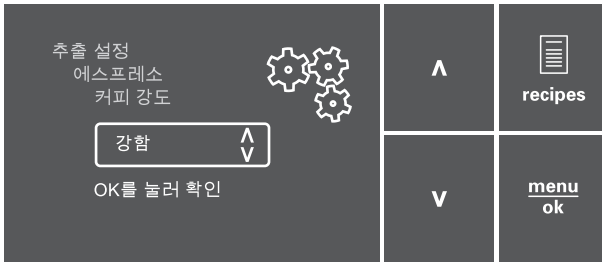 추출 설정
에스프레소
커피 강도
강함
OK를 눌러 확인
recipes
menu
ok